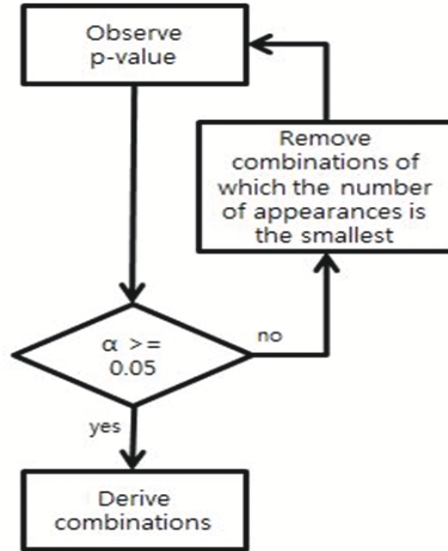 Observe
p-value
Remove
combinations of
which the number
of appearances is
the smallest
α >=
0.05
no
yes
Derive
combinations